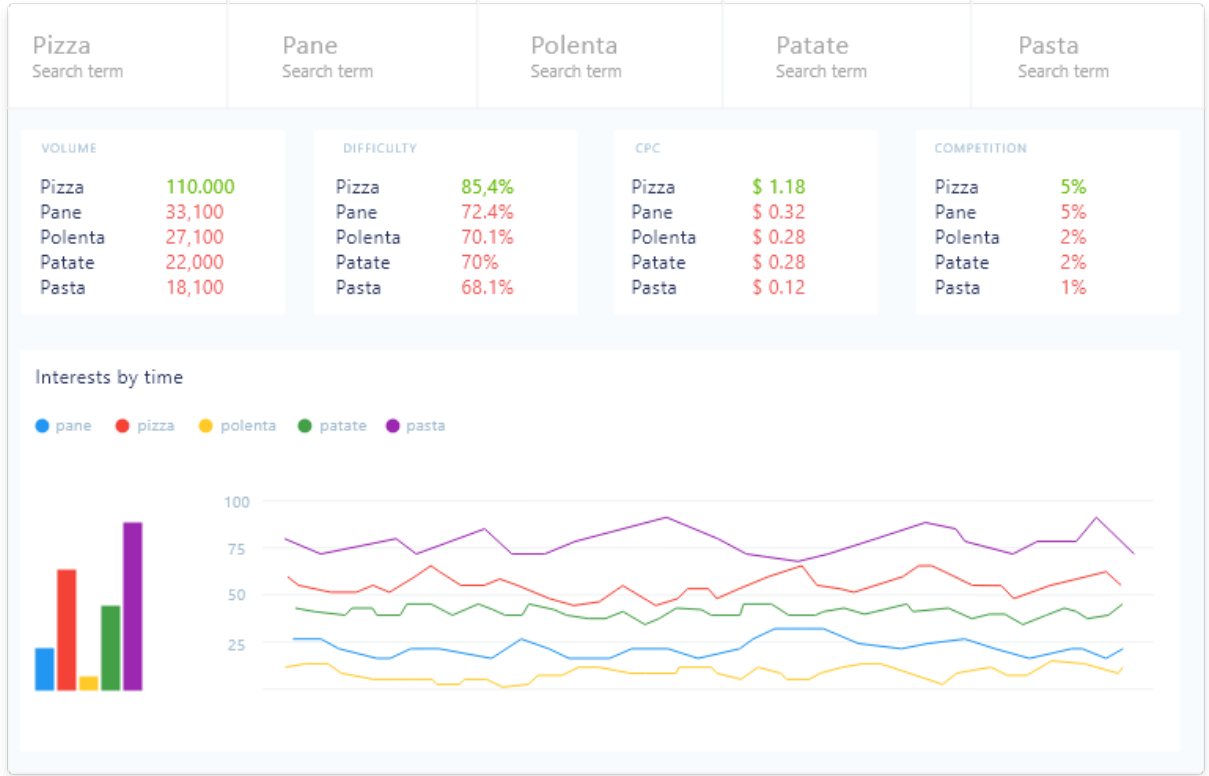 Pizza
Search term
Pane
Search term
Polenta
Search term
Patate
Search term
Pasta
Search term
VOLUME
Pizza 110.000
Pane 33,100
Polenta 27,100
Patate 22,000
Pasta 18,100
DIFFICULTY
Pizza 85,4%
Pane 72.4%
Polenta 70.1%
Patate 70%
Pasta 68.1%
CPC
Pizza $ 1.18
Pane $ 0.32
Polenta $ 0.28
Patate $ 0.28
Pasta $ 0.12
COMPETITION
Pizza 5%
Pane 5%
Polenta 2%
Patate 2%
Pasta 1%
Interests by time
pane pizza polenta patate pasta
100
75
50
25